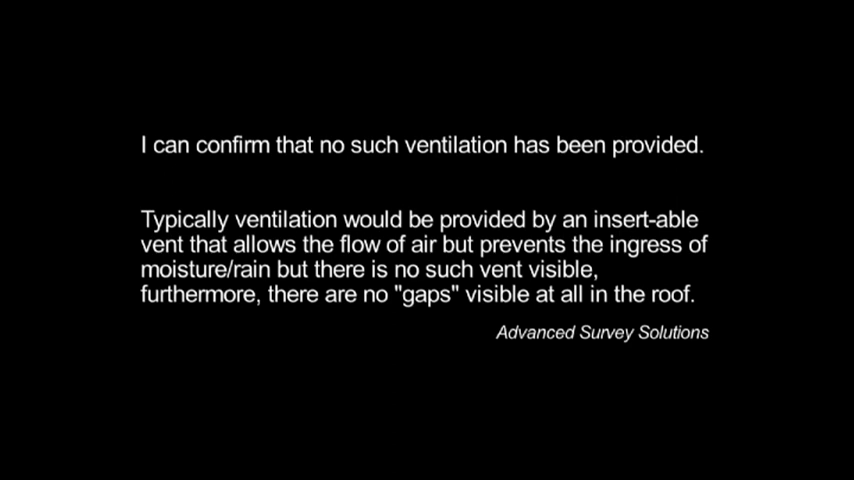 I can confirm that no such ventilation has been provided.
Typically ventilation would be provided by an insert-able
vent that allows the flow of air but prevents the ingress of
moisture/rain but there is no such vent visible,
furthermore, there are no "gaps" visible at all in the roof.
Advanced Survey Solutions